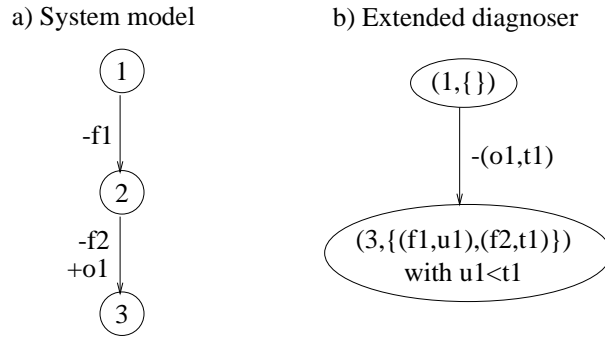 a) System model
1
-f1
2
-f2
+o1
3
b) Extended diagnoser
(1,{})
-(o1,t1)
(3,{(f1,u1),(f2,t1)})
with u1<t1